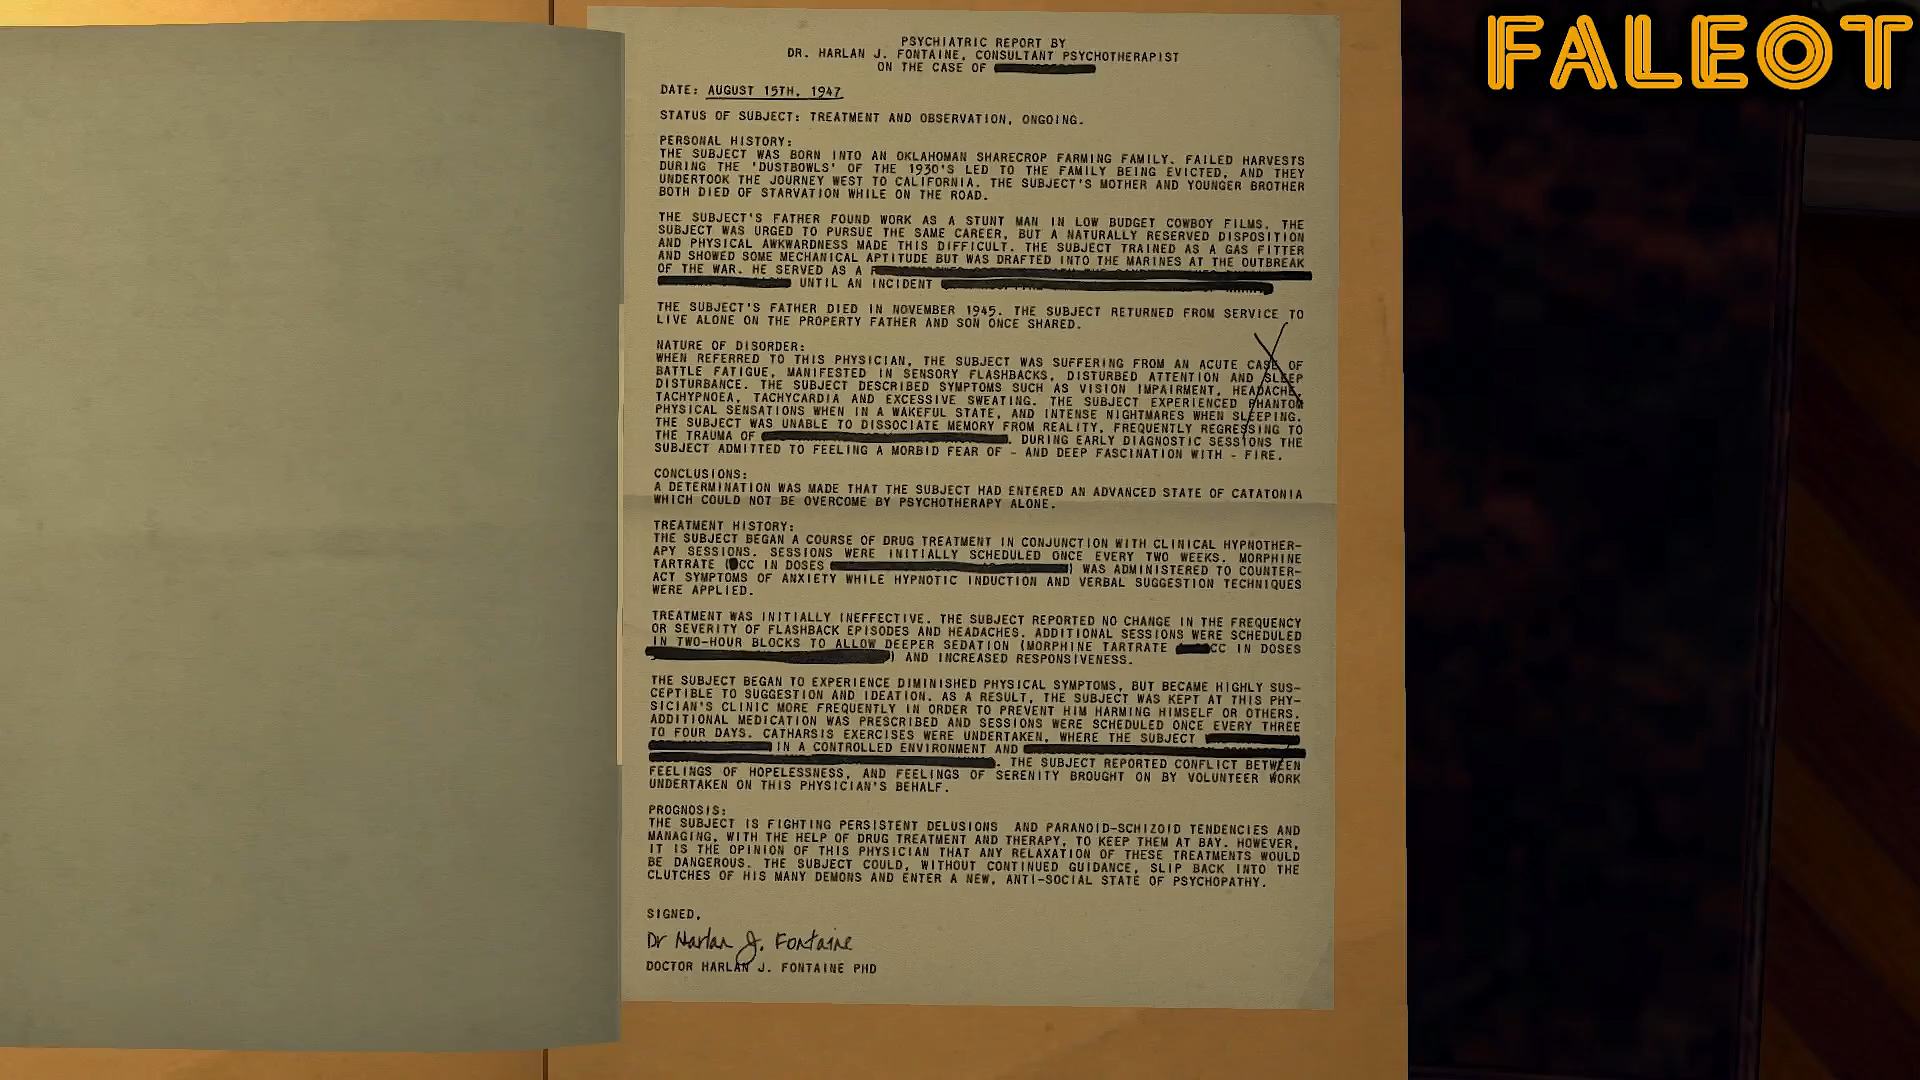 FALEOT
PSYCHIATRIC REPORT BY
DR. HARLAN J. FONTAINE, CONSULTANT PSYCHOTHERAPIST
ON THE CASE OF
DATE: AUGUST 15TH, 1947
STATUS OF SUBJECT: TREATMENT AND OBSERVATION, ONGOING.
PERSONAL HISTORY:
THE SUBJECT WAS BORN INTO AN OKLAHOMAN SHARECROP FARMING FAMILY. FAILED HARVESTS
DURING THE 'DUSTBOWLS' OF THE 1930'S LED TO THE FAMILY BEING EVICTED, AND THEY
UNDERTOOK THE JOURNEY WEST TO CALIFORNIA. THE SUBJECT'S MOTHER AND YOUNGER BROTHER
BOTH DIED OF STARVATION WHILE ON THE ROAD.
THE SUBJECT'S FATHER FOUND WORK AS A STUNT MAN IN LOW BUDGET COWBOY FILMS. THE
SUBJECT WAS URGED TO PURSUE THE SAME CAREER, BUT A NATURALLY RESERVED DISPOSITION
AND PHYSICAL AWKWARDNESS MADE THIS DIFFICULT. THE SUBJECT TRAINED AS A GAS FITTER
AND SHOWED SOME MECHANICAL APTITUDE BUT WAS DRAFTED INTO THE MARINES AT THE OUTBREAK
OF THE WAR. HE SERVED AS A
UNTIL AN INCIDENT
THE SUBJECT'S FATHER DIED IN NOVEMBER 1945. THE SUBJECT RETURNED FROM SERVICE TO
LIVE ALONE ON THE PROPERTY FATHER AND SON ONCE SHARED.
NATURE OF DISORDER:
WHEN REFERRED TO THIS PHYSICIAN, THE SUBJECT WAS SUFFERING FROM AN ACUTE CASE OF
BATTLE FATIGUE, MANIFESTED IN SENSORY FLASHBACKS, DISTURBED ATTENTION AND SLEEP
DISTURBANCE. THE SUBJECT DESCRIBED SYMPTOMS SUCH AS VISION IMPAIRMENT, HEADACHE,
TACHYPNOEA, TACHYCARDIA AND EXCESSIVE SWEATING. THE SUBJECT EXPERIENCED PHANTOM
PHYSICAL SENSATIONS WHEN IN A WAKEFUL STATE, AND INTENSE NIGHTMARES WHEN SLEEPING.
THE SUBJECT WAS UNABLE TO DISSOCIATE MEMORY FROM REALITY, FREQUENTLY REGRESSING TO
THE TRAUMA OF . DURING EARLY DIAGNOSTIC SESSIONS THE
SUBJECT ADMITTED TO FEELING A MORBID FEAR OF - AND DEEP FASCINATION WITH - FIRE.
CONCLUSIONS:
A DETERMINATION WAS MADE THAT THE SUBJECT HAD ENTERED AN ADVANCED STATE OF CATATONIA
WHICH COULD NOT BE OVERCOME BY PSYCHOTHERAPY ALONE.
TREATMENT HISTORY:
THE SUBJECT BEGAN A COURSE OF DRUG TREATMENT IN CONJUNCTION WITH CLINICAL HYPNOTHER-
APY SESSIONS. SESSIONS WERE INITIALLY SCHEDULED ONCE EVERY TWO WEEKS. MORPHINE
TARTRATE ( CC IN DOSES ) WAS ADMINISTERED TO COUNTER-
ACT SYMPTOMS OF ANXIETY WHILE HYPNOTIC INDUCTION AND VERBAL SUGGESTION TECHNIQUES
WERE APPLIED.
TREATMENT WAS INITIALLY INEFFECTIVE. THE SUBJECT REPORTED NO CHANGE IN THE FREQUENCY
OR SEVERITY OF FLASHBACK EPISODES AND HEADACHES. ADDITIONAL SESSIONS WERE SCHEDULED
IN TWO-HOUR BLOCKS TO ALLOW DEEPER SEDATION (MORPHINE TARTRATE CC IN DOSES
) AND INCREASED RESPONSIVENESS.
THE SUBJECT BEGAN TO EXPERIENCE DIMINISHED PHYSICAL SYMPTOMS, BUT BECAME HIGHLY SUS-
CEPTIBLE TO SUGGESTION AND IDEATION. AS A RESULT, THE SUBJECT WAS KEPT AT THIS PHY-
SICIAN'S CLINIC MORE FREQUENTLY IN ORDER TO PREVENT HIM HARMING HIMSELF OR OTHERS.
ADDITIONAL MEDICATION WAS PRESCRIBED AND SESSIONS WERE SCHEDULED ONCE EVERY THREE
TO FOUR DAYS. CATHARSIS EXERCISES WERE UNDERTAKEN, WHERE THE SUBJECT
IN A CONTROLLED ENVIRONMENT AND
. THE SUBJECT REPORTED CONFLICT BETWEEN
FEELINGS OF HOPELESSNESS, AND FEELINGS OF SERENITY BROUGHT ON BY VOLUNTEER WORK
UNDERTAKEN ON THIS PHYSICIAN'S BEHALF.
PROGNOSIS:
THE SUBJECT IS FIGHTING PERSISTENT DELUSIONS AND PARANOID-SCHIZOID TENDENCIES AND
MANAGING, WITH THE HELP OF DRUG TREATMENT AND THERAPY, TO KEEP THEM AT BAY. HOWEVER,
IT IS THE OPINION OF THIS PHYSICIAN THAT ANY RELAXATION OF THESE TREATMENTS WOULD
BE DANGEROUS. THE SUBJECT COULD, WITHOUT CONTINUED GUIDANCE, SLIP BACK INTO THE
CLUTCHES OF HIS MANY DEMONS AND ENTER A NEW, ANTI-SOCIAL STATE OF PSYCHOPATHY.
SIGNED,
Dr Harlan J. Fontaine
DOCTOR HARLAN J. FONTAINE PHD